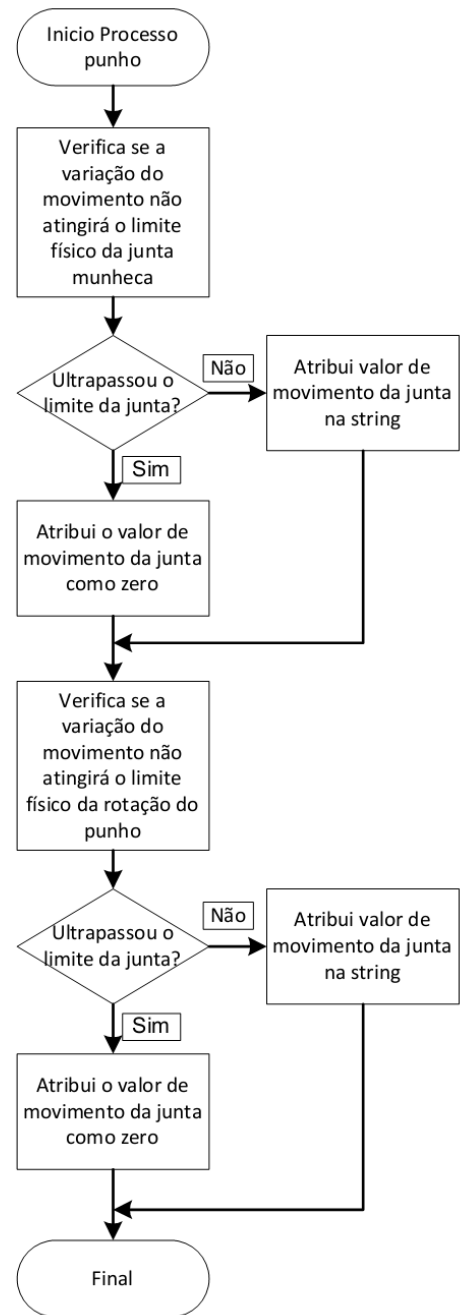 Inicio Processo
punho
Verifica se a
variação do
movimento não
atingirá o limite
físico da junta
munheca
Ultrapassou o
limite da junta?
Não
Atribui valor de
movimento da junta
na string
Sim
Atribui o valor de
movimento da junta
como zero
Verifica se a
variação do
movimento não
atingirá o limite
físico da rotação do
punho
Ultrapassou o
limite da junta?
Não
Atribui valor de
movimento da junta
na string
Sim
Atribui o valor de
movimento da junta
como zero
Final